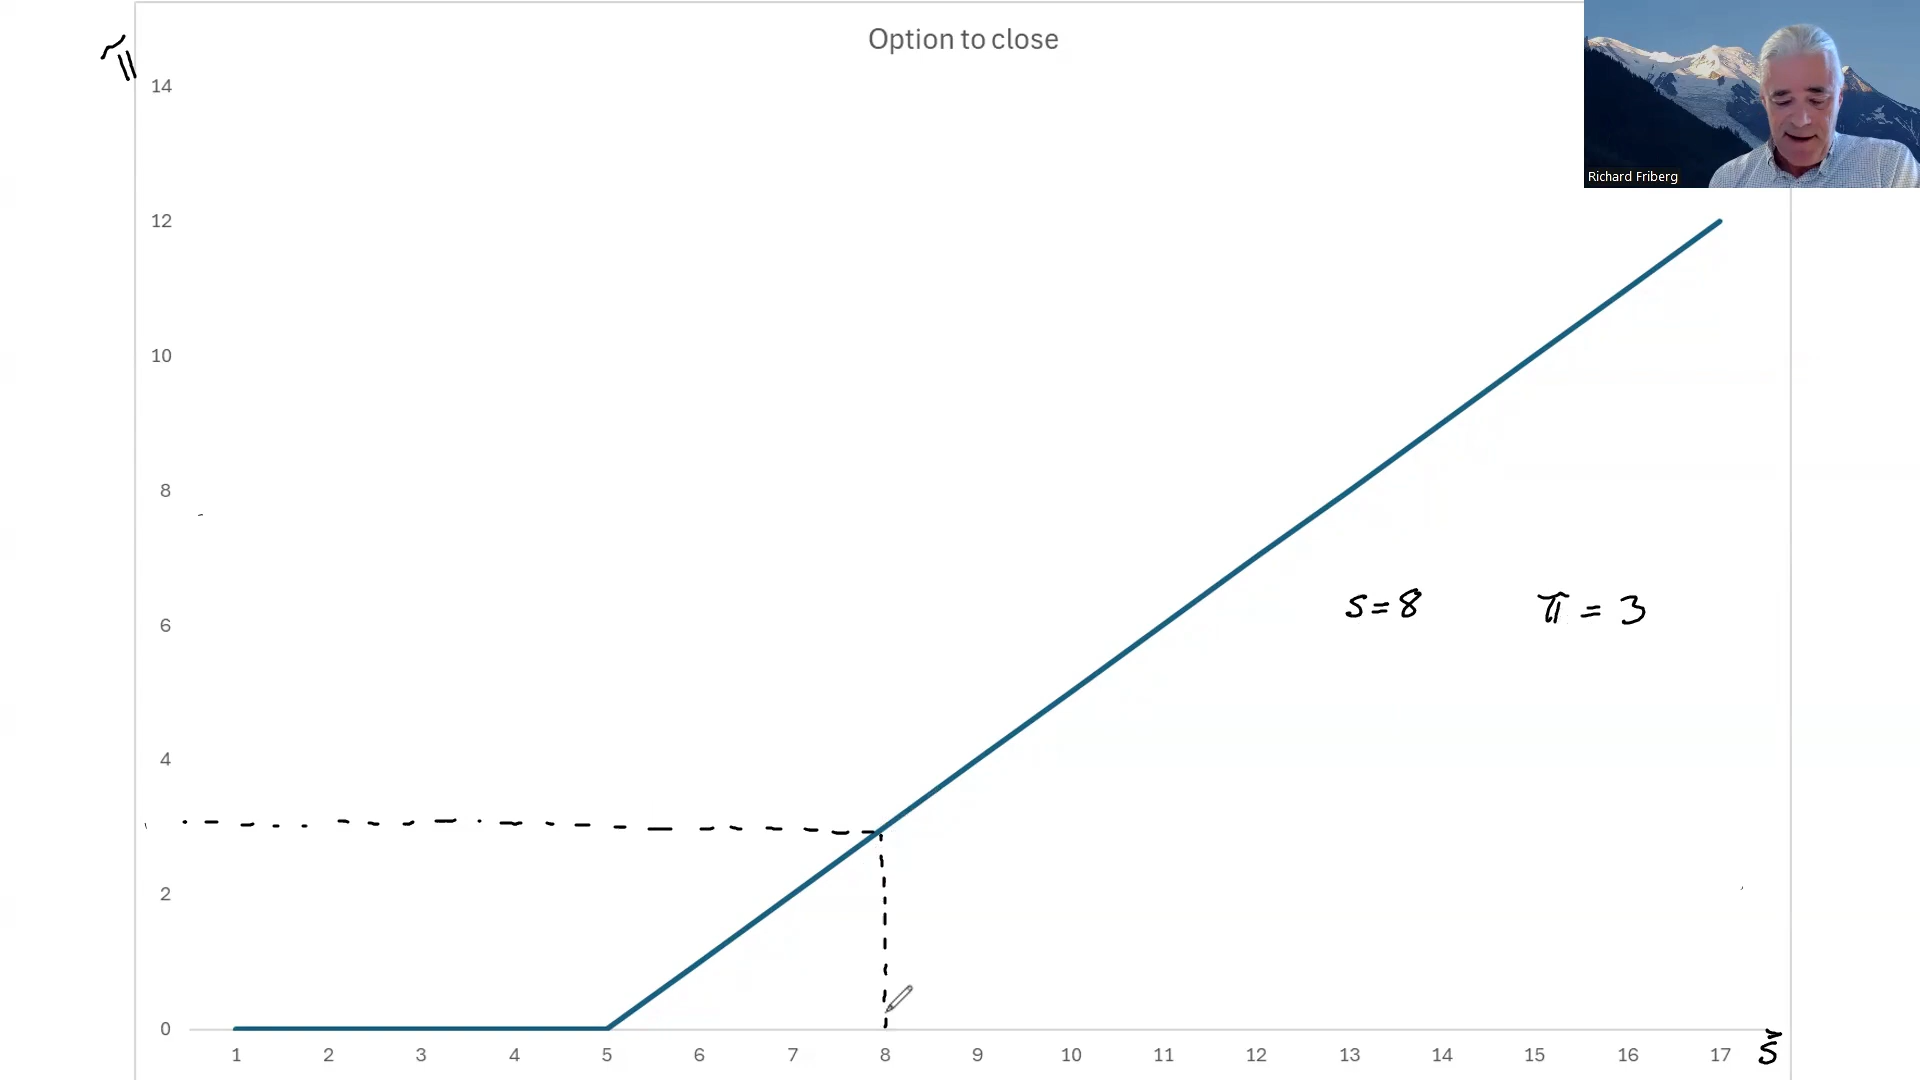 Option to close
Richard Friberg
π
14
12
10
8
6
4
2
0
s=8 π = 3
1 2 3 4 5 6 7 8 9 10 11 12 13 14 15 16 17 s̃